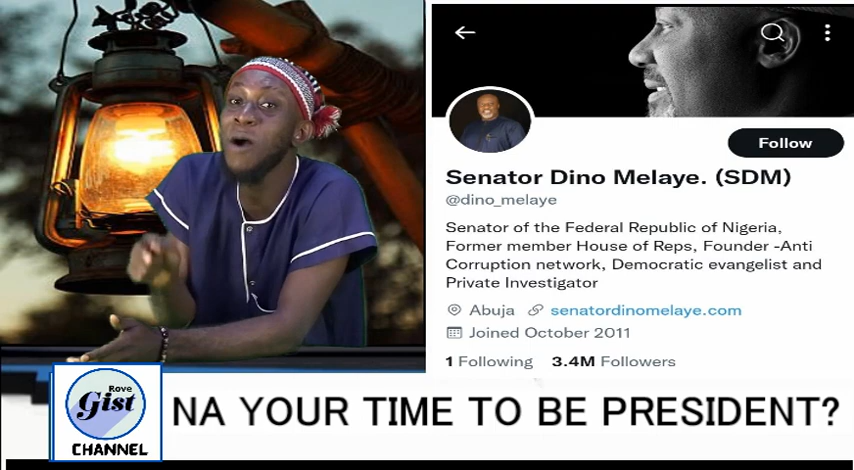 Senator Dino Melaye. (SDM)
@dino_melaye
Follow
Senator of the Federal Republic of Nigeria,
Former member House of Reps, Founder -Anti
Corruption network, Democratic evangelist and
Private Investigator
Abuja senatordinomelaye.com
Joined October 2011
1 Following 3.4M Followers
Rove
Gist
CHANNEL
NA YOUR TIME TO BE PRESIDENT?